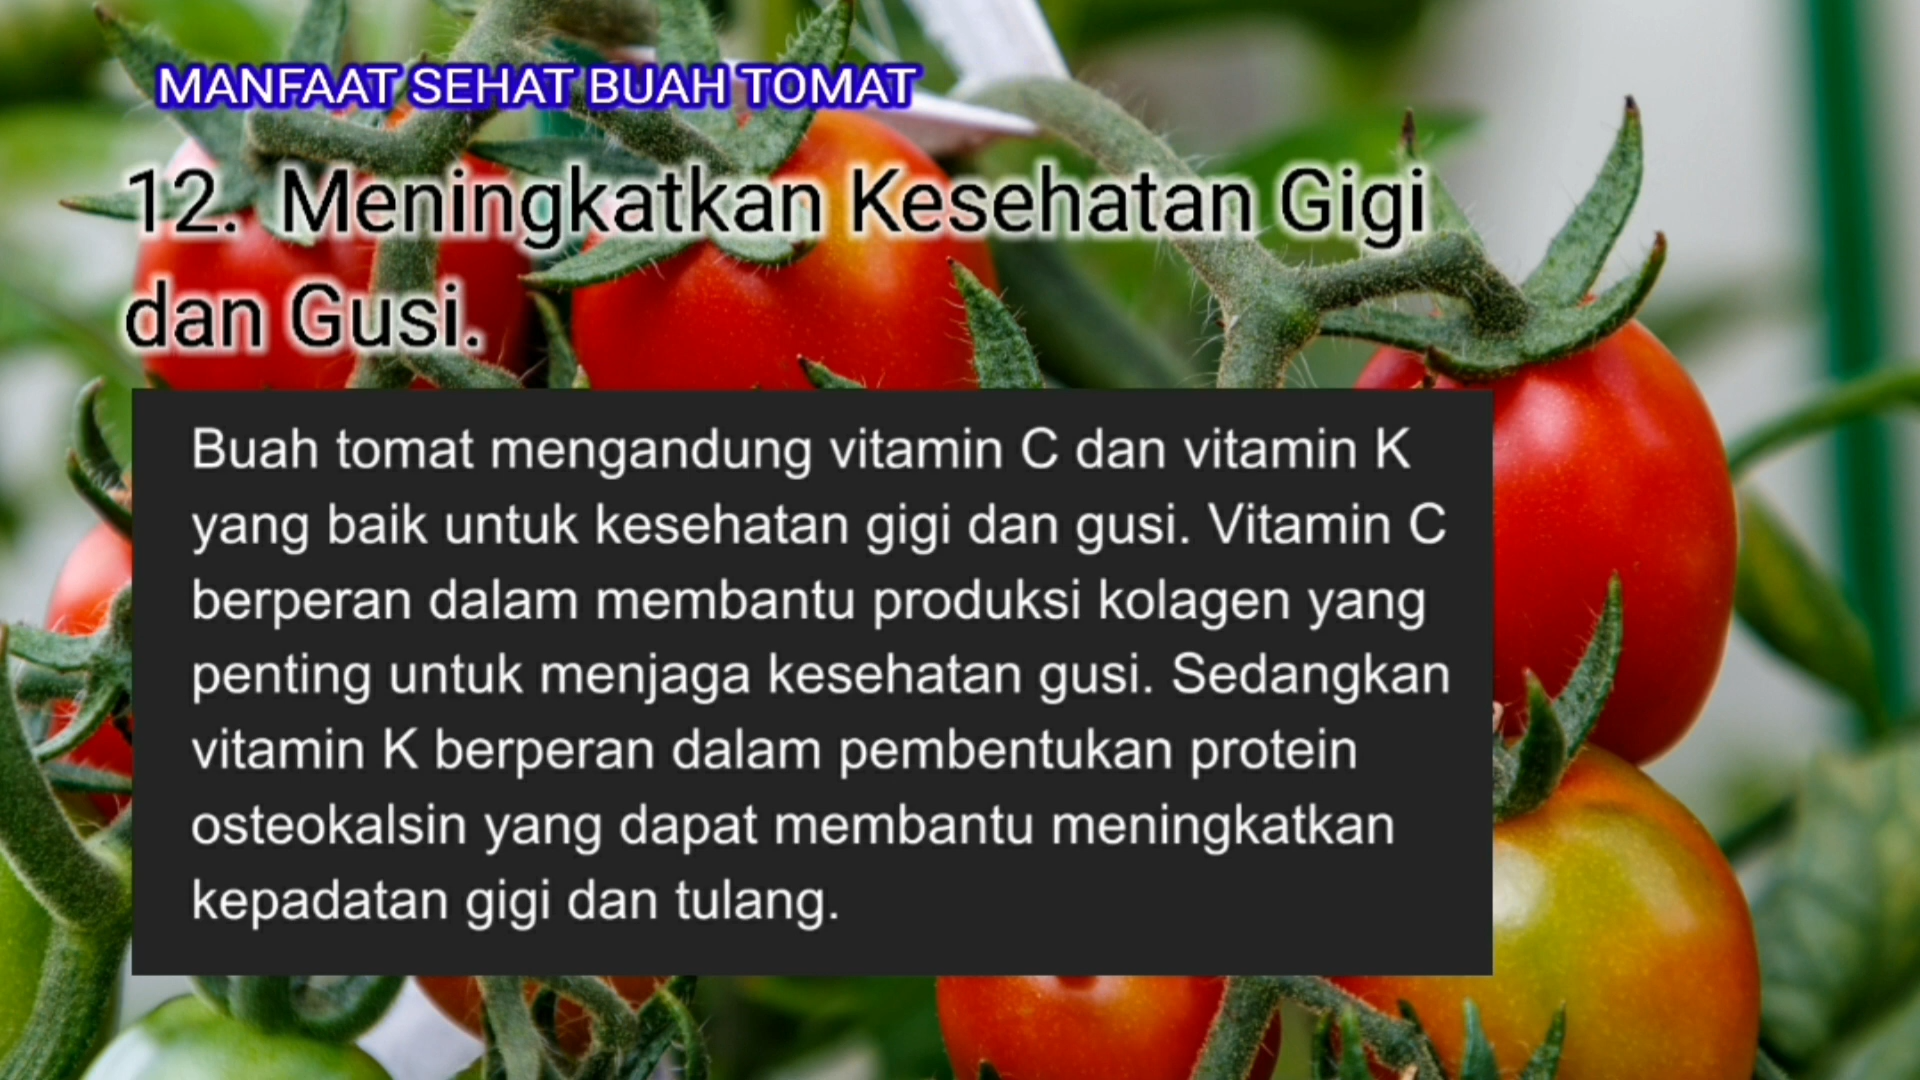 MANFAAT SEHAT BUAH TOMAT
12. Meningkatkan Kesehatan Gigi
dan Gusi.
Buah tomat mengandung vitamin C dan vitamin K
yang baik untuk kesehatan gigi dan gusi. Vitamin C
berperan dalam membantu produksi kolagen yang
penting untuk menjaga kesehatan gusi. Sedangkan
vitamin K berperan dalam pembentukan protein
osteokalsin yang dapat membantu meningkatkan
kepadatan gigi dan tulang.